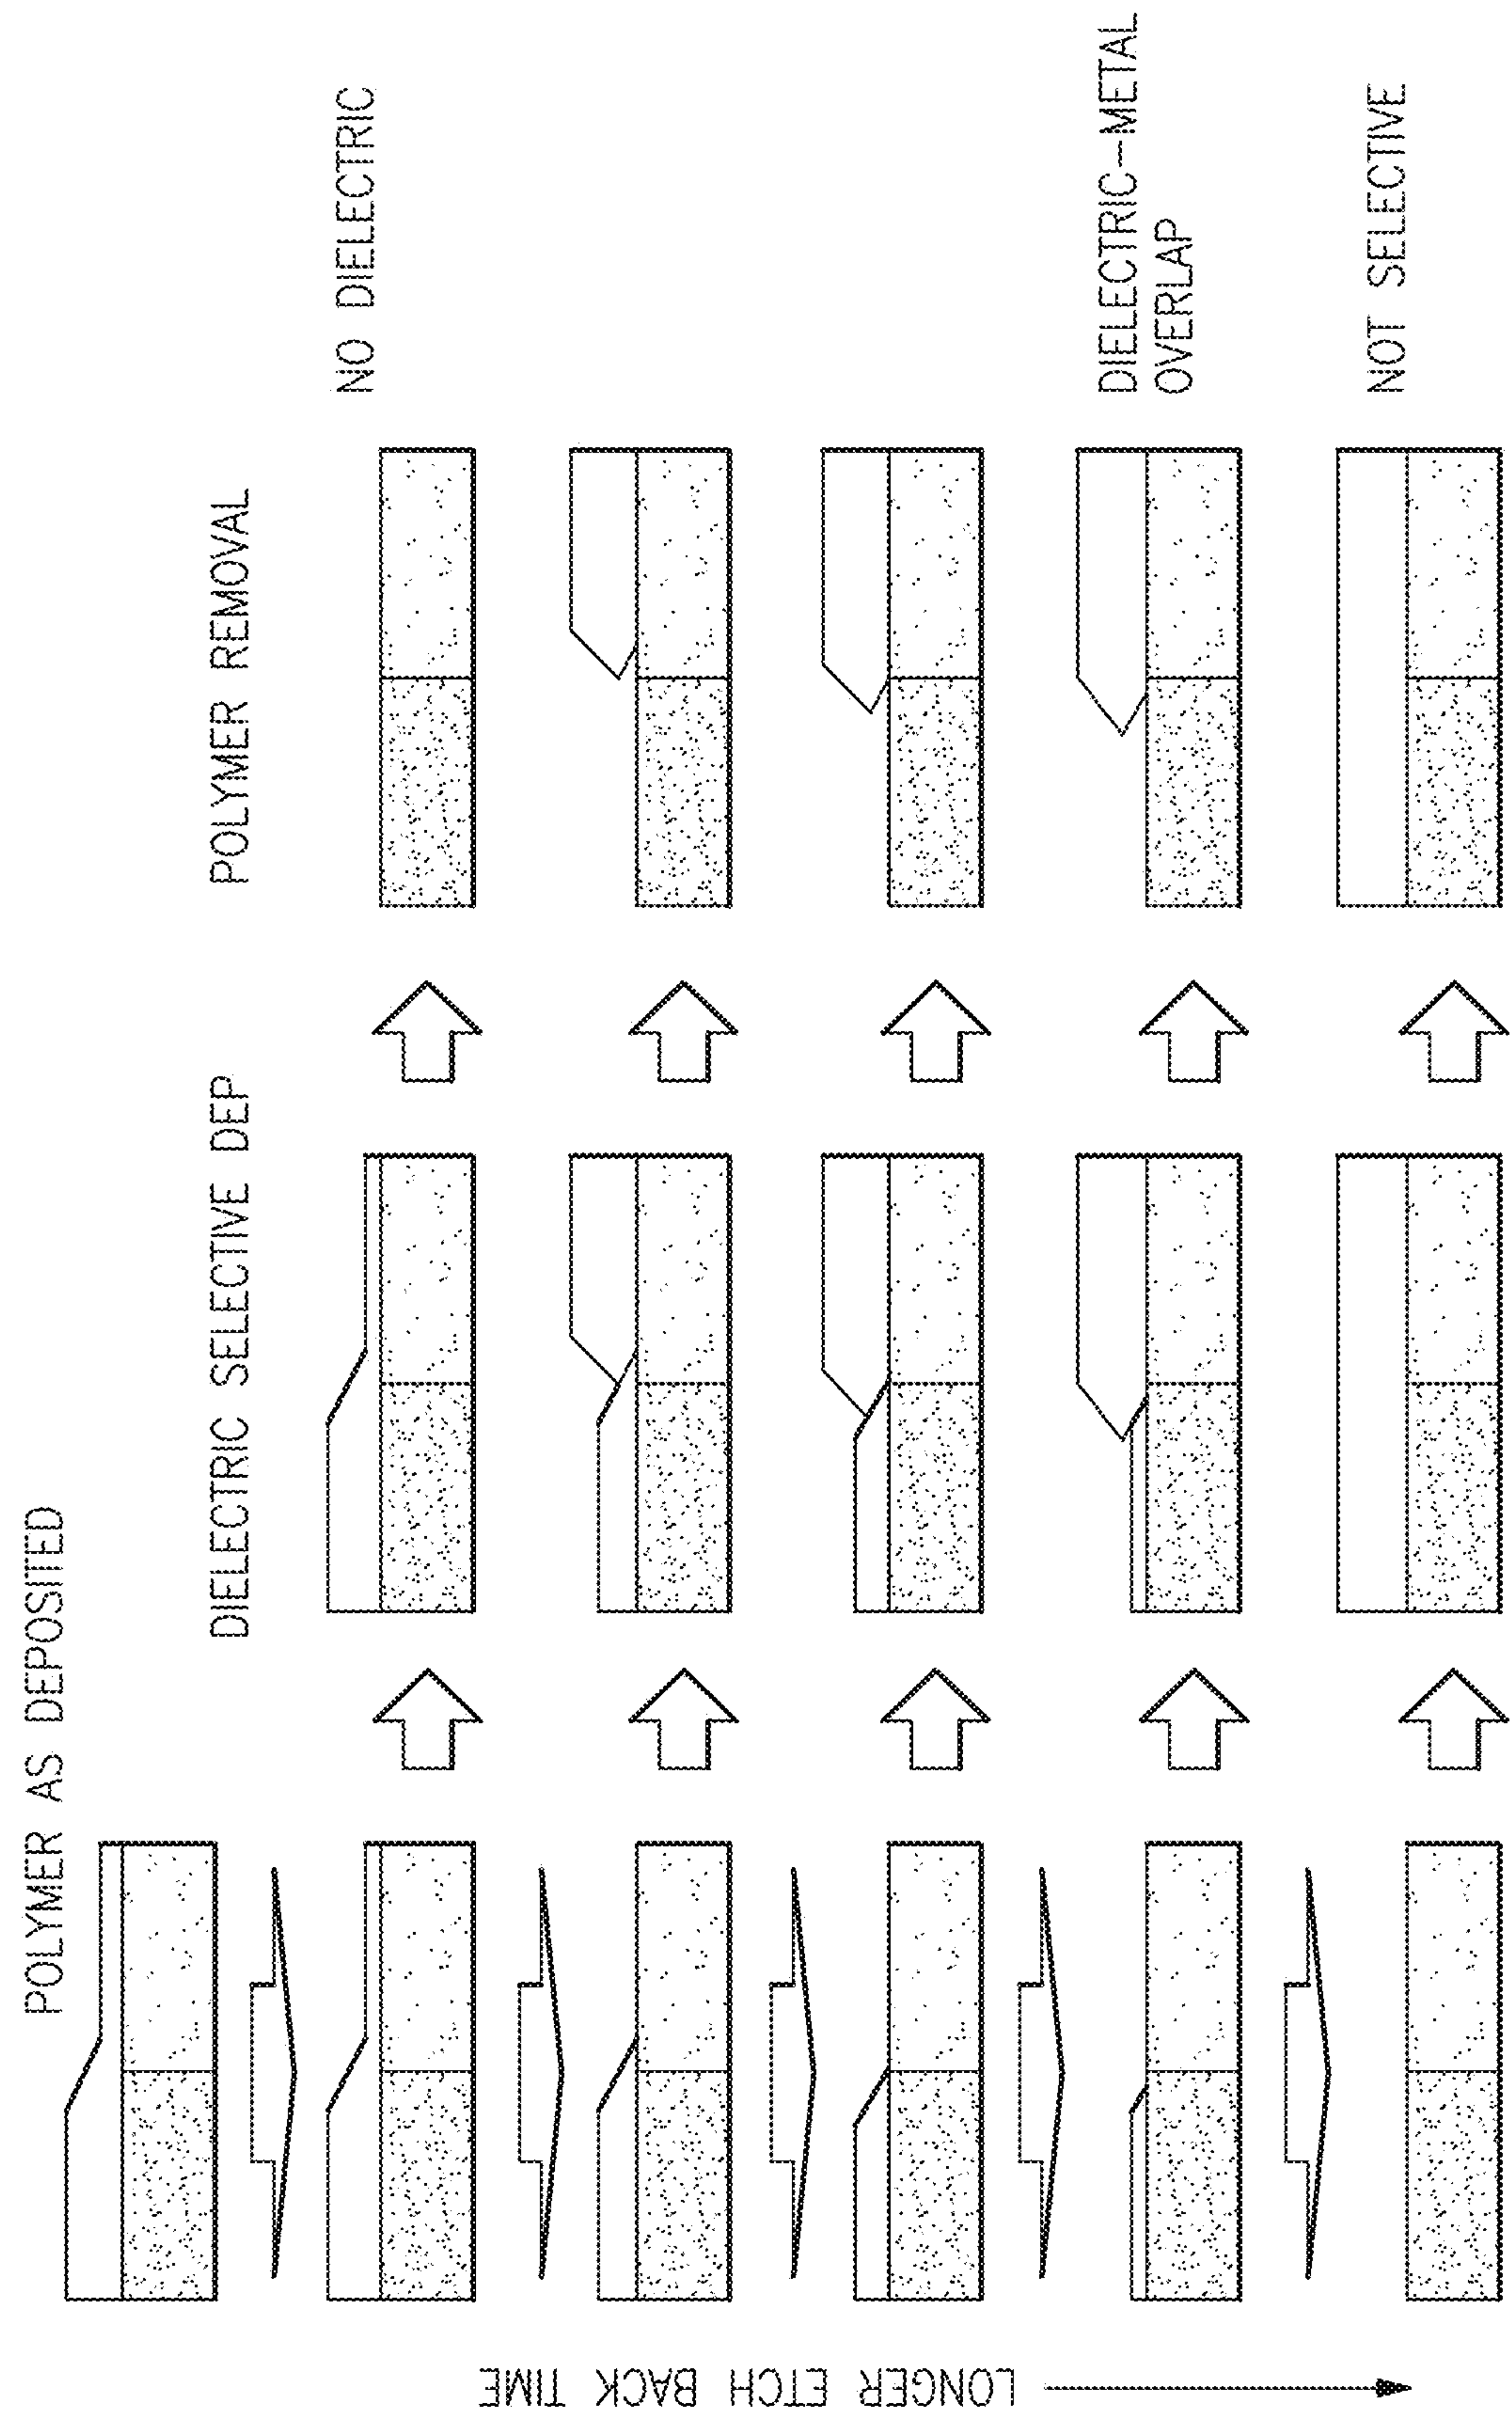 POLYMER AS DEPOSITED
DIELECTRIC SELECTIVE DEP
POLYMER REMOVAL
NO DIELECTRIC
DIELECTRIC-METAL
OVERLAP
NOT SELECTIVE
LONGER ETCH BACK TIME